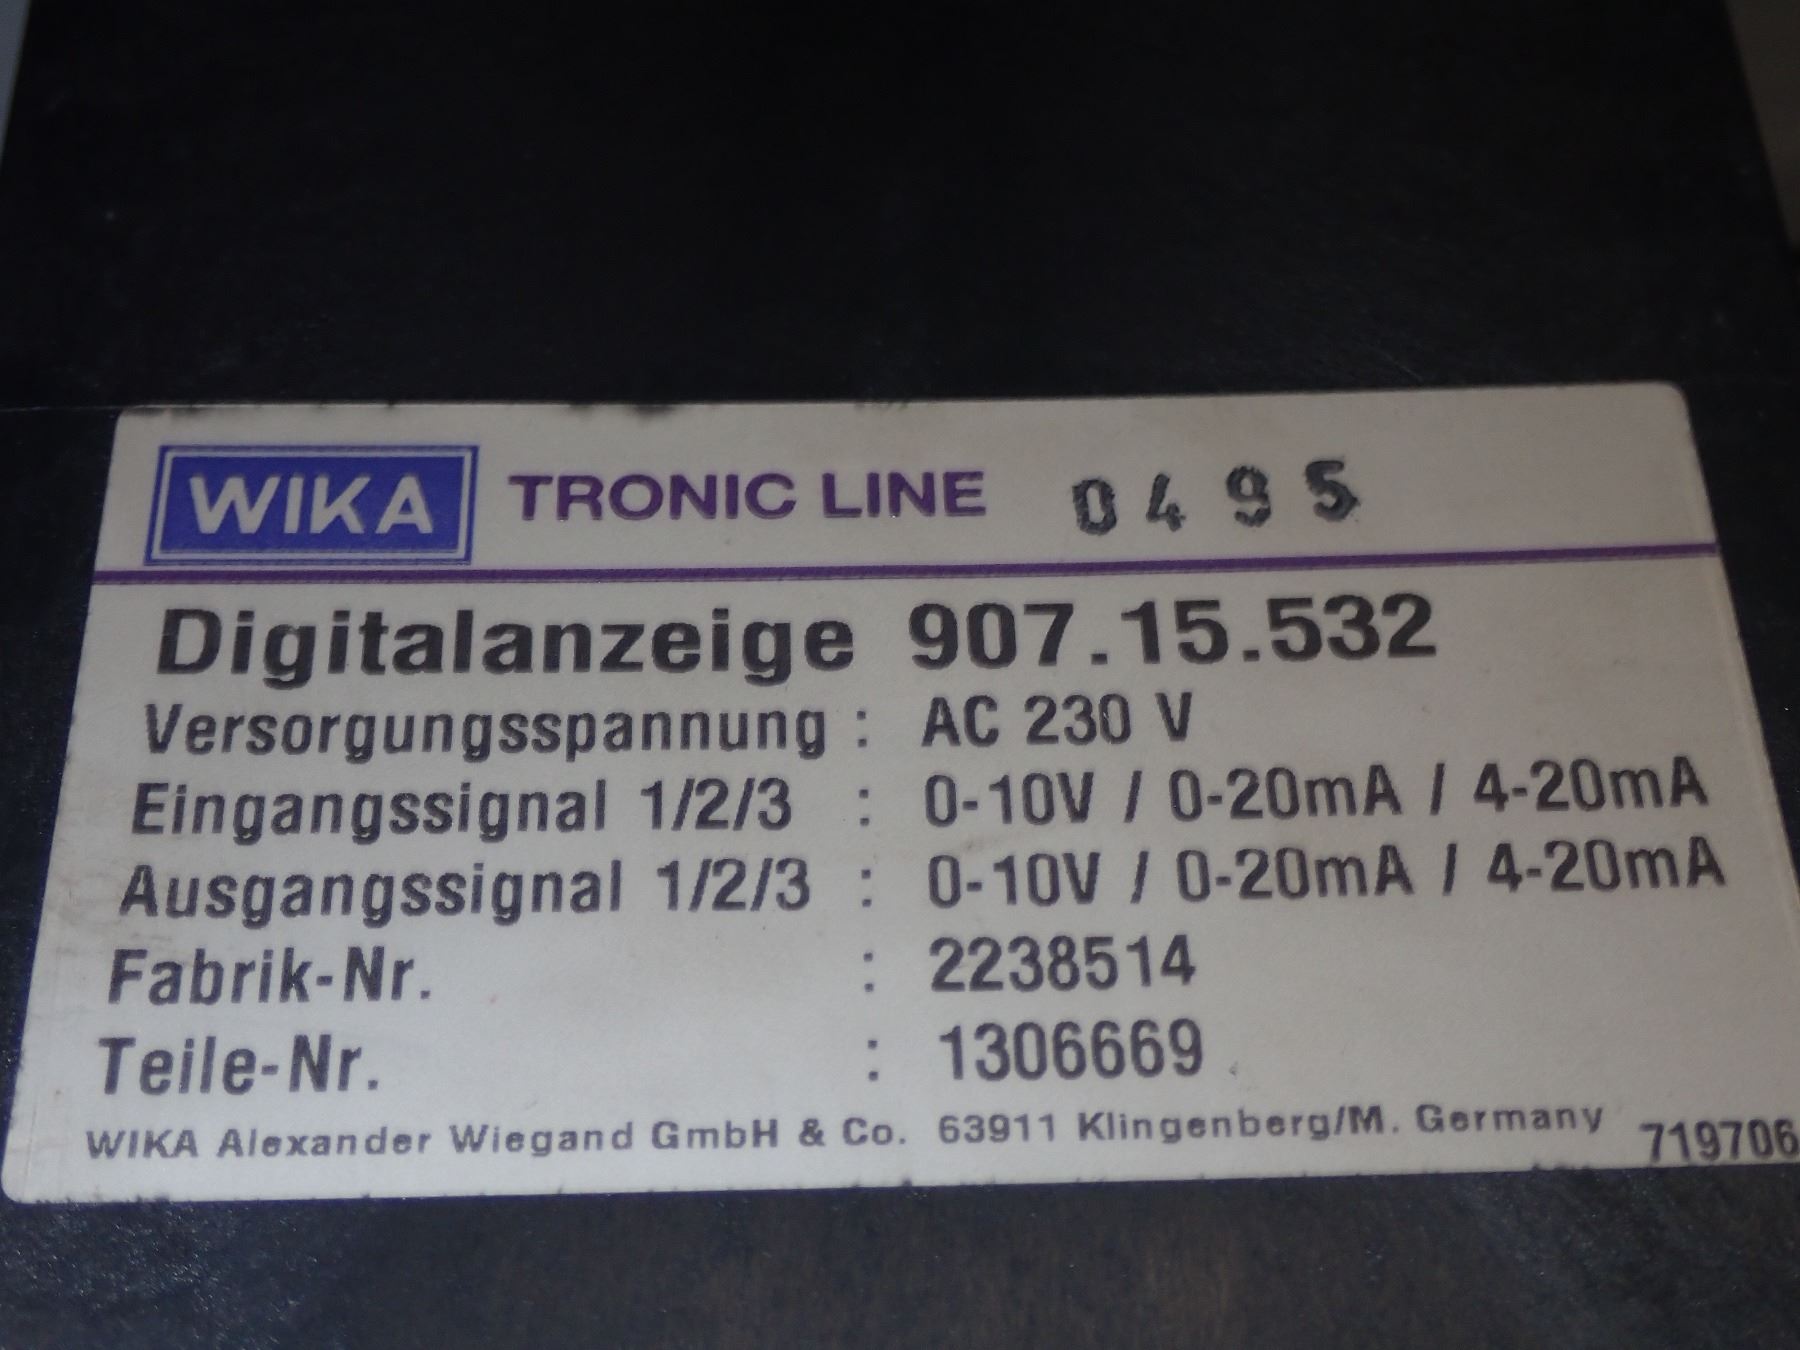 WIKA TRONIC LINE 0495
Digitalanzeige 907.15.532
Versorgungsspannung : AC 230 V
Eingangssignal 1/2/3 : 0-10V / 0-20mA / 4-20mA
Ausgangssignal 1/2/3 : 0-10V / 0-20mA / 4-20mA
Fabrik-Nr. : 2238514
Teile-Nr. : 1306669
WIKA Alexander Wiegand GmbH & Co. 63911 Klingenberg/M. Germany 719706